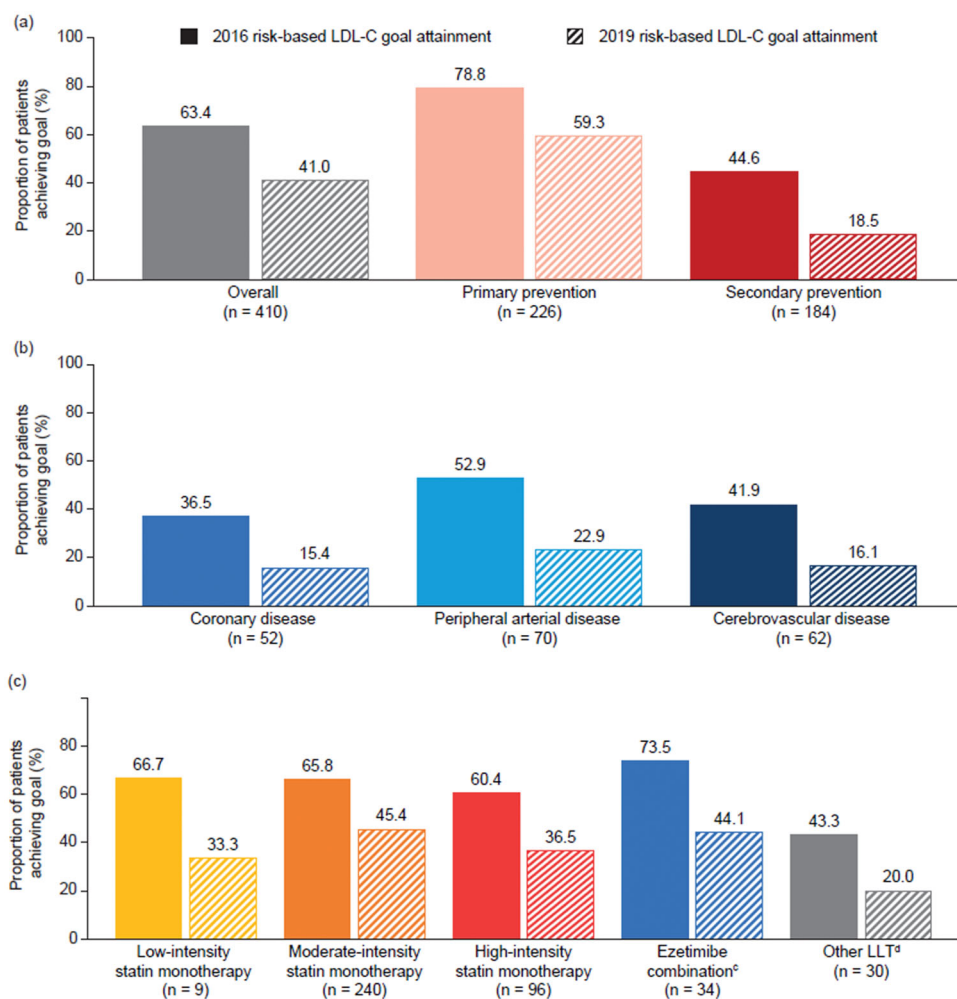 (a)
100
80
60
40
20
0
Proportion of patients
achieving goal (%)
2016 risk-based LDL-C goal attainment
2019 risk-based LDL-C goal attainment
63.4
41.0
78.8
59.3
44.6
18.5
Overall
(n = 410)
Primary prevention
(n = 226)
Secondary prevention
(n = 184)
(b)
100
80
60
40
20
0
Proportion of patients
achieving goal (%)
36.5
15.4
52.9
22.9
41.9
16.1
Coronary disease
(n = 52)
Peripheral arterial disease
(n = 70)
Cerebrovascular disease
(n = 62)
(c)
80
60
40
20
0
Proportion of patients
achieving goal (%)
66.7
33.3
65.8
45.4
60.4
36.5
73.5
44.1
43.3
20.0
Low-intensity
statin monotherapy
(n = 9)
Moderate-intensity
statin monotherapy
(n = 240)
High-intensity
statin monotherapy
(n = 96)
Ezetimibe
combinationᶜ
(n = 34)
Other LLTᵈ
(n = 30)